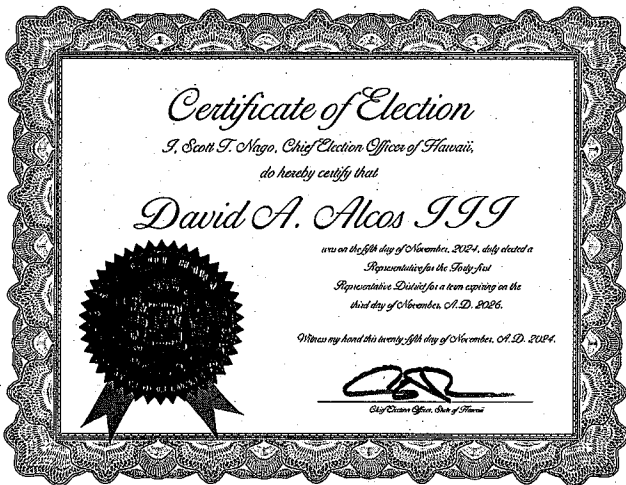 Certificate of Election
I, Scott T. Nago, Chief Election Officer of Hawaii,
do hereby certify that
David A. Alcos III
was on the fifth day of November, 2024, duly elected a
Representative for the Forty-first
Representative District for a term expiring on the
third day of November, A.D. 2026.
Witness my hand this twenty-fifth day of November, A.D. 2024.
Chief Election Officer, State of Hawaii